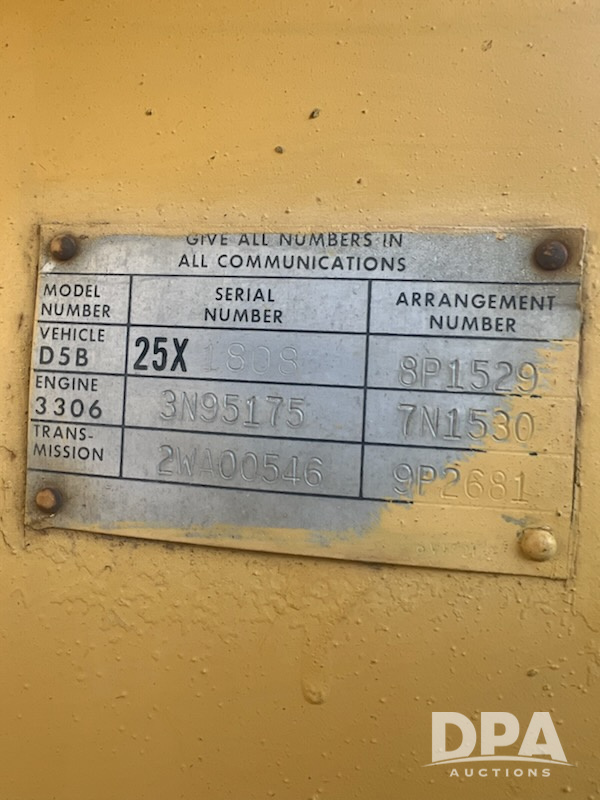 GIVE ALL NUMBERS IN
ALL COMMUNICATIONS
MODEL NUMBER SERIAL NUMBER ARRANGEMENT NUMBER
VEHICLE D5B 25X 1808 8P1529
ENGINE 3306 3N95175 7N1530
TRANS-MISSION 2WA00546 9P2681
DPA
AUCTIONS